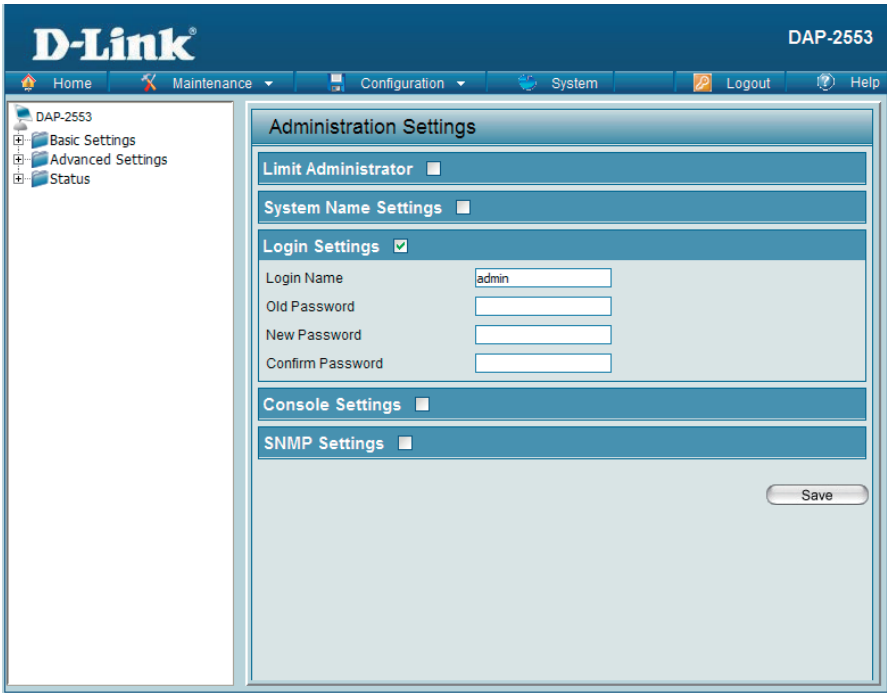 D-Link®
DAP-2553
Home Maintenance Configuration System Logout Help
DAP-2553
Basic Settings
Advanced Settings
Status
Administration Settings
Limit Administrator
System Name Settings
Login Settings
Login Name admin
Old Password
New Password
Confirm Password
Console Settings
SNMP Settings
Save